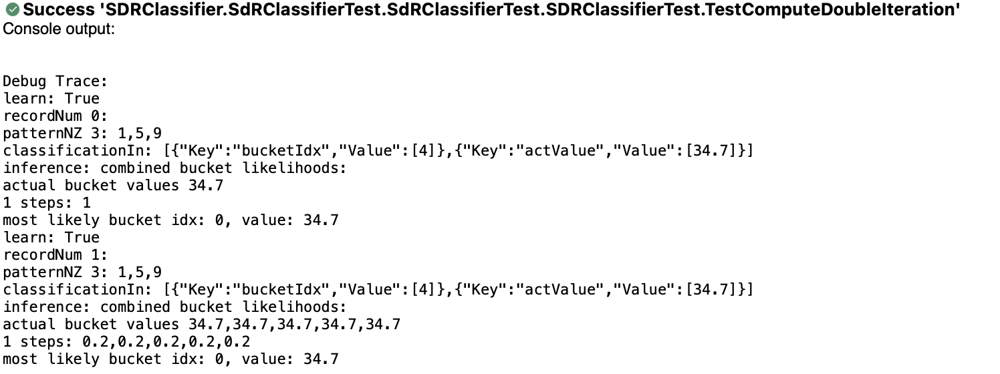 Success 'SDRClassifier.SdRClassifierTest.SdRClassifierTest.SDRClassifierTest.TestComputeDoubleIteration'
Console output:
Debug Trace:
learn: True
recordNum 0:
patternNZ 3: 1,5,9
classificationIn: [{"Key":"bucketIdx","Value":[4]},{"Key":"actValue","Value":[34.7]}]
inference: combined bucket likelihoods:
actual bucket values 34.7
1 steps: 1
most likely bucket idx: 0, value: 34.7
learn: True
recordNum 1:
patternNZ 3: 1,5,9
classificationIn: [{"Key":"bucketIdx","Value":[4]},{"Key":"actValue","Value":[34.7]}]
inference: combined bucket likelihoods:
actual bucket values 34.7,34.7,34.7,34.7,34.7
1 steps: 0.2,0.2,0.2,0.2,0.2
most likely bucket idx: 0, value: 34.7